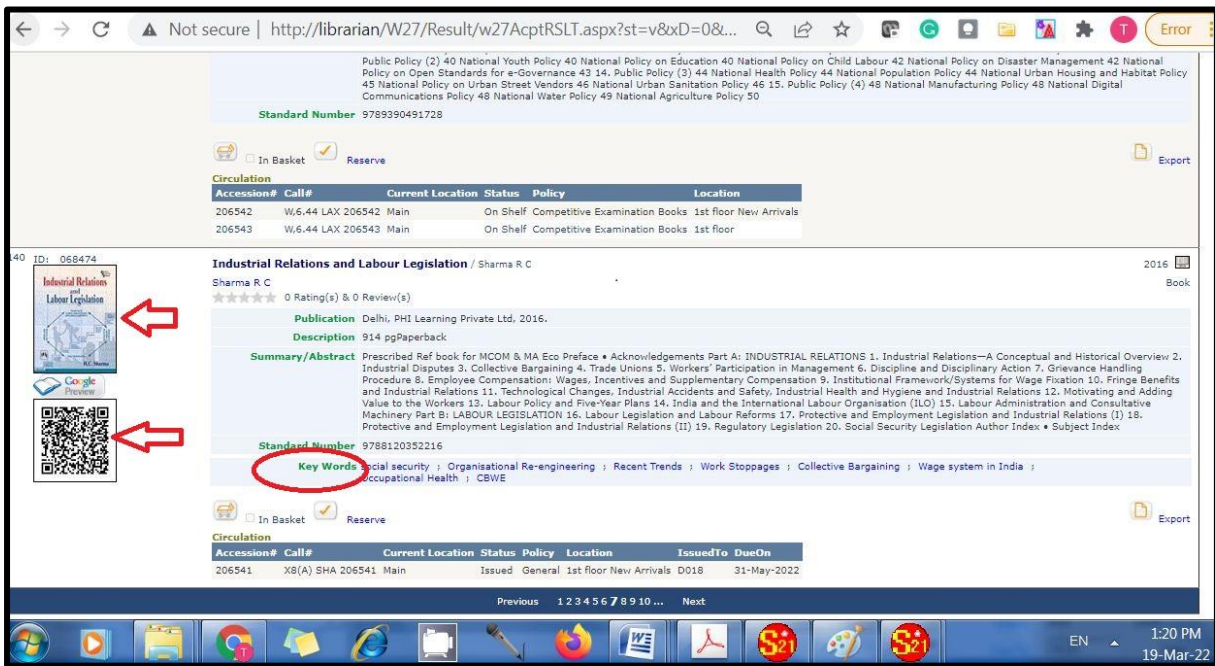 Not secure | http://librarian/W27/Result/w27AcptRSLT.aspx?st=v&xD=0&...
T
Error
Public Policy (2) 40 National Youth Policy 40 National Policy on Education 40 National Policy on Child Labour 42 National Policy on Disaster Management 42 National
Policy on Open Standards for e-Governance 43 14. Public Policy (3) 44 National Health Policy 44 National Population Policy 44 National Urban Housing and Habitat Policy
45 National Policy on Urban Street Vendors 46 National Urban Sanitation Policy 46 15. Public Policy (4) 48 National Manufacturing Policy 48 National Digital
Communications Policy 48 National Water Policy 49 National Agriculture Policy 50
Standard Number 9789390491728
In Basket Reserve Export
Circulation
Accession# Call# Current Location Status Policy Location
206542 W,6.44 LAX 206542 Main On Shelf Competitive Examination Books 1st floor New Arrivals
206543 W,6.44 LAX 206543 Main On Shelf Competitive Examination Books 1st floor
140 ID: 068474
Industrial Relations
and
Labour Legislation
R.C. Sharma
Google
Preview
Industrial Relations and Labour Legislation / Sharma R C 2016
Sharma R C Book
0 Rating(s) & 0 Review(s)
Publication Delhi, PHI Learning Private Ltd, 2016.
Description 914 pgPaperback
Summary/Abstract Prescribed Ref book for MCOM & MA Eco Preface • Acknowledgements Part A: INDUSTRIAL RELATIONS 1. Industrial Relations—A Conceptual and Historical Overview 2.
Industrial Disputes 3. Collective Bargaining 4. Trade Unions 5. Workers' Participation in Management 6. Discipline and Disciplinary Action 7. Grievance Handling
Procedure 8. Employee Compensation: Wages, Incentives and Supplementary Compensation 9. Institutional Framework/Systems for Wage Fixation 10. Fringe Benefits
and Industrial Relations 11. Technological Changes, Industrial Accidents and Safety, Industrial Health and Hygiene and Industrial Relations 12. Motivating and Adding
Value to the Workers 13. Labour Policy and Five-Year Plans 14. India and the International Labour Organisation (ILO) 15. Labour Administration and Consultative
Machinery Part B: LABOUR LEGISLATION 16. Labour Legislation and Labour Reforms 17. Protective and Employment Legislation and Industrial Relations (I) 18.
Protective and Employment Legislation and Industrial Relations (II) 19. Regulatory Legislation 20. Social Security Legislation Author Index • Subject Index
Standard Number 9788120352216
Key Words Social security ; Organisational Re-engineering ; Recent Trends ; Work Stoppages ; Collective Bargaining ; Wage system in India ;
Occupational Health ; CBWE
In Basket Reserve Export
Circulation
Accession# Call# Current Location Status Policy Location IssuedTo DueOn
206541 X8(A) SHA 206541 Main Issued General 1st floor New Arrivals D018 31-May-2022
Previous 1 2 3 4 5 6 7 8 9 10 ... Next
EN 1:20 PM
19-Mar-22